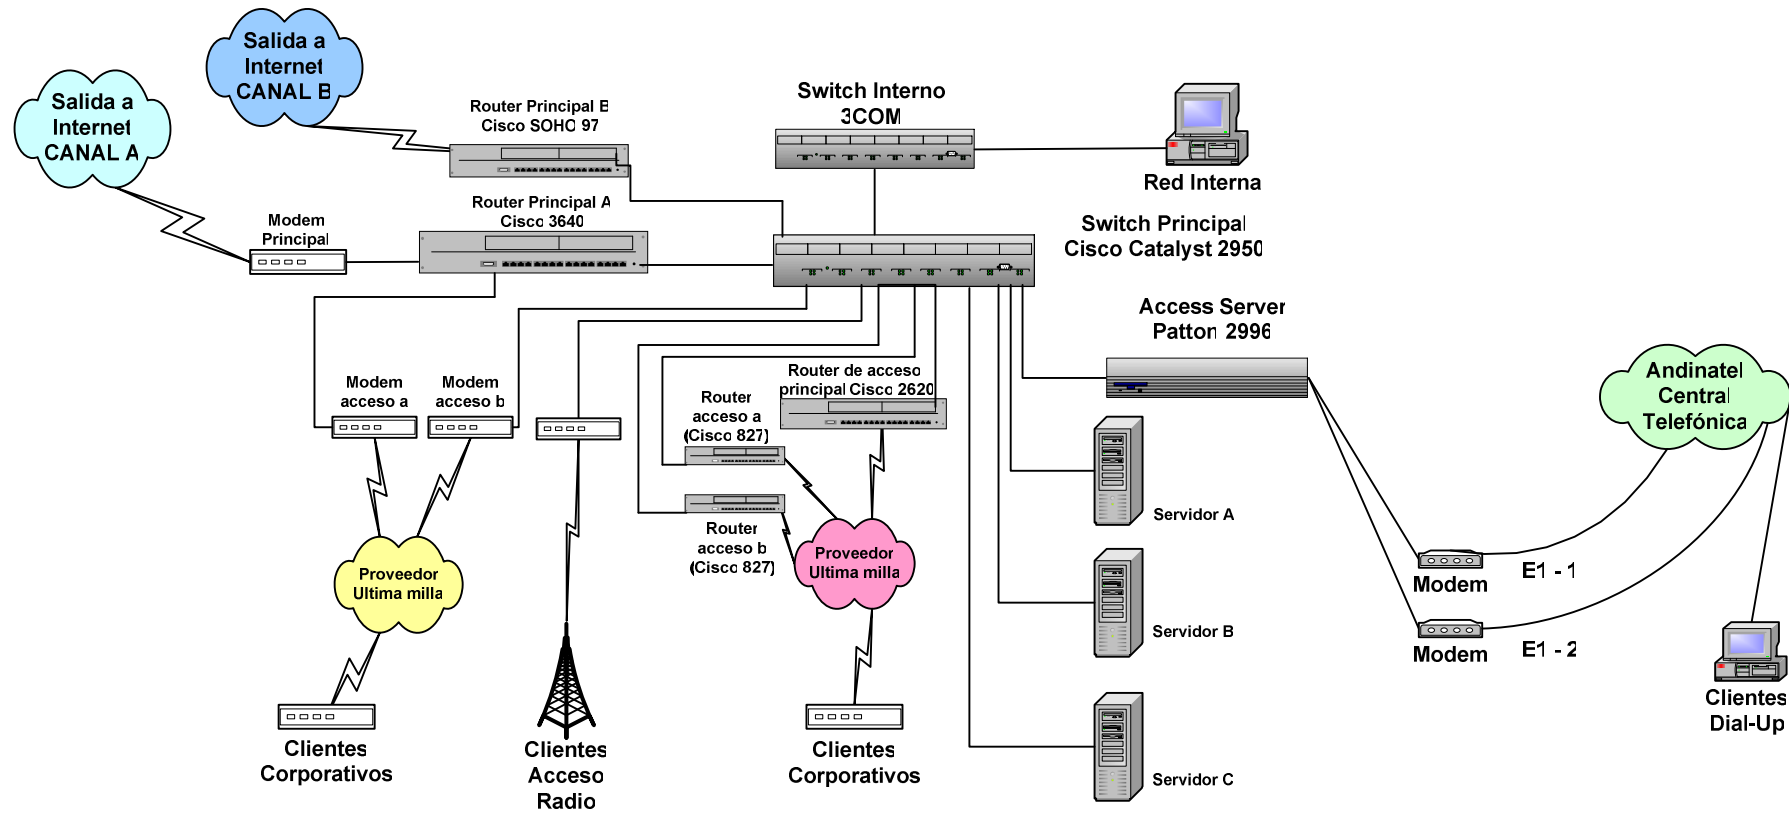 Salida a
Internet
CANAL B
Salida a
Internet
CANAL A
Router Principal B
Cisco SOHO 97
Switch Interno
3COM
Red Interna
Modem
Principal
Router Principal A
Cisco 3640
Switch Principal
Cisco Catalyst 2950
Access Server
Patton 2996
Andinatel
Central
Telefónica
Modem
acceso a
Modem
acceso b
Router
acceso a
(Cisco 827)
Router de acceso
principal Cisco 2620
Router
acceso b
(Cisco 827)
Proveedor
Ultima milla
Proveedor
Ultima milla
Servidor A
Servidor B
Servidor C
Modem
E1 - 1
Modem
E1 - 2
Clientes
Dial-Up
Clientes
Corporativos
Clientes
Acceso
Radio
Clientes
Corporativos